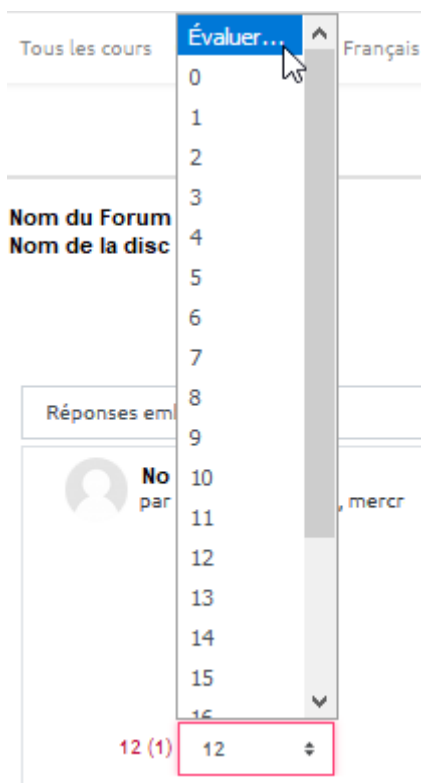 Tous les cours
Évaluer...
Français
0
1
2
3
Nom du Forum
Nom de la disc
4
5
6
7
8
Réponses
9
No
10
par
, mercr
11
12
13
14
15
16
12 (1)
12